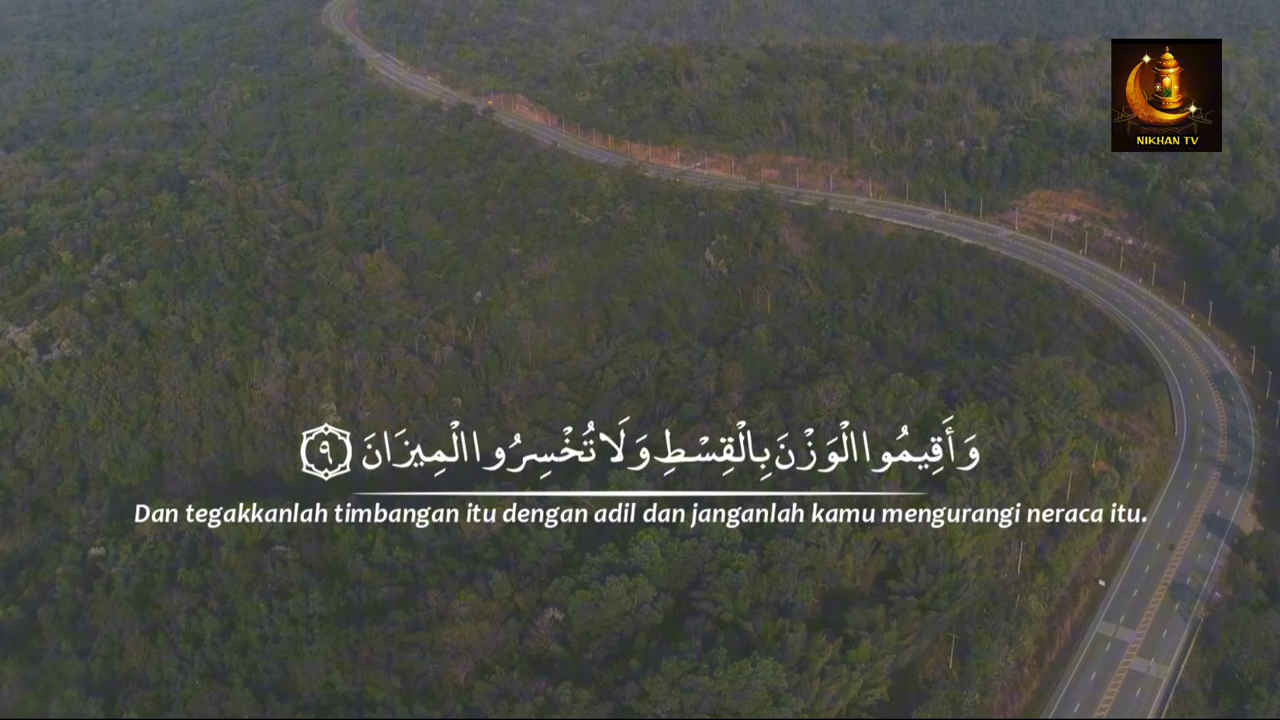 NIKHAN TV
وَأَقِيمُوا الْوَزْنَ بِالْقِسْطِ وَلَا تُخْسِرُوا الْمِيزَانَ ٩
Dan tegakkanlah timbangan itu dengan adil dan janganlah kamu mengurangi neraca itu.